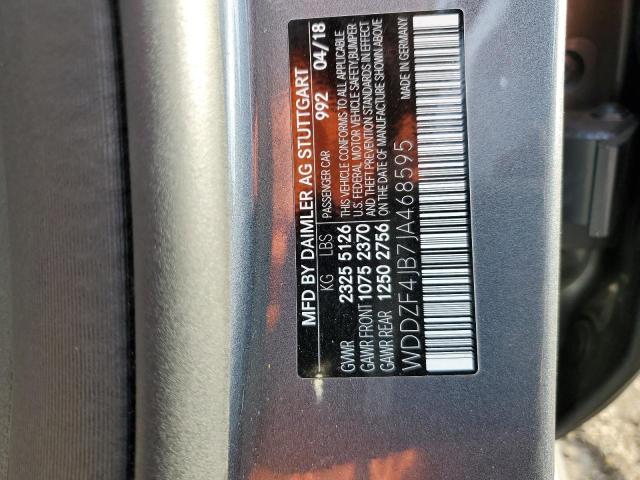 MFD BY DAIMLER AG STUTTGART
KG LBS PASSENGER CAR 992 04/18
GVWR 2325 5126 THIS VEHICLE CONFORMS TO ALL APPLICABLE
U.S. FEDERAL MOTOR VEHICLE SAFETY,BUMPER
GAWR FRONT 1075 2370 AND THEFT PREVENTION STANDARDS IN EFFECT
GAWR REAR 1250 2756 ON THE DATE OF MANUFACTURE SHOWN ABOVE
WDDZF4JB7JA468595 MADE IN GERMANY